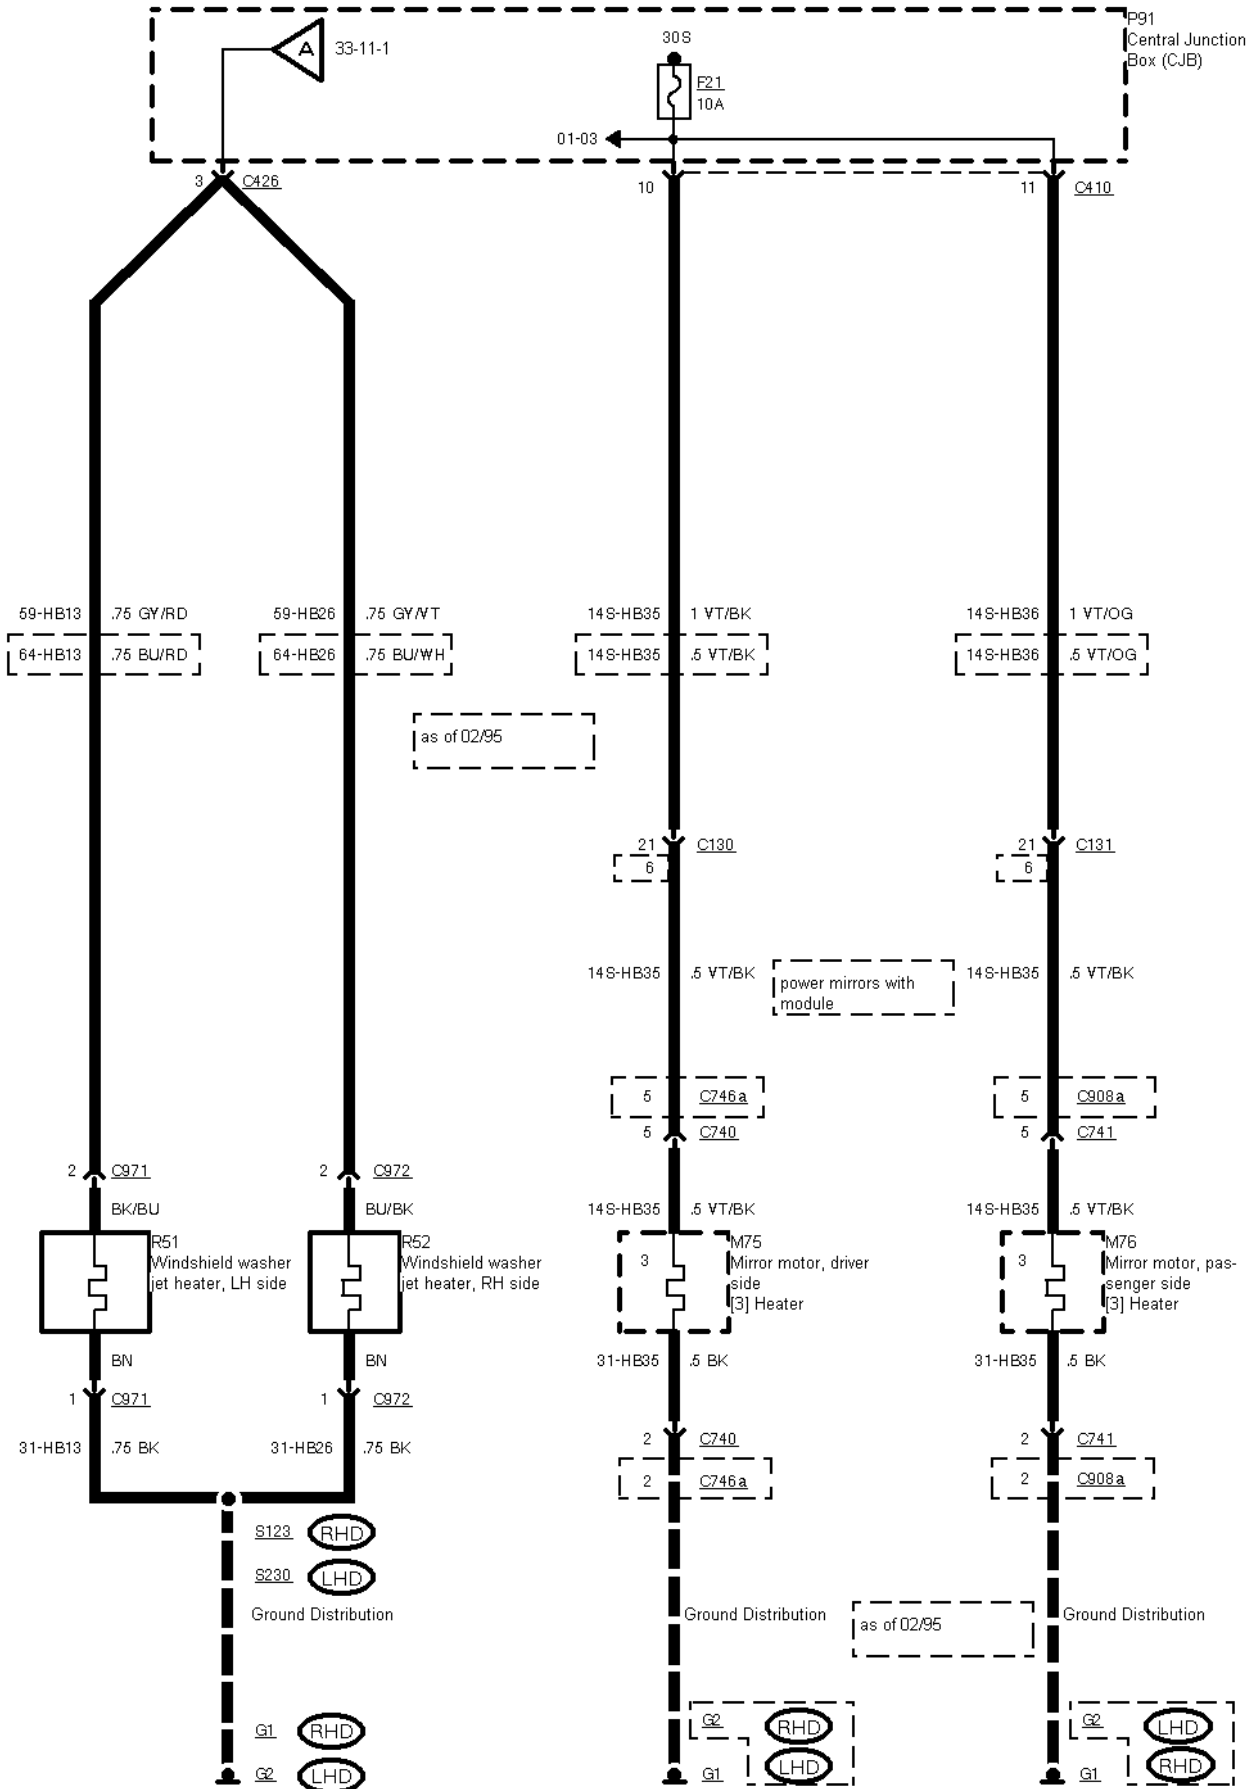 P91
Central Junction
Box (CJB)
A
33-11-1
30S
F21
10A
01-03
3
C426
10
11
C410
59-HB13 .75 GY/RD
59-HB26 .75 GY/VT
14S-HB35 1 VT/BK
14S-HB36 1 VT/OG
64-HB13 .75 BU/RD
64-HB26 .75 BU/WH
14S-HB35 .5 VT/BK
14S-HB36 .5 VT/OG
as of 02/95
21 C130
6
21 C131
6
14S-HB35 .5 VT/BK
power mirrors with
module
14S-HB35 .5 VT/BK
5 C746a
5 C908a
5 C740
5 C741
2 C971
2 C972
BK/BU
BU/BK
14S-HB35 .5 VT/BK
14S-HB35 .5 VT/BK
R51
Windshield washer
jet heater, LH side
R52
Windshield washer
jet heater, RH side
3
M75
Mirror motor, driver
side
[3] Heater
3
M76
Mirror motor, pas-
senger side
[3] Heater
BN
BN
31-HB35 .5 BK
31-HB35 .5 BK
1 C971
1 C972
2 C740
2 C741
31-HB13 .75 BK
31-HB26 .75 BK
2 C746a
2 C908a
S123 RHD
S230 LHD
Ground Distribution
Ground Distribution
as of 02/95
Ground Distribution
G1 RHD
G2 LHD
G2 RHD
G1 LHD
G2 LHD
G1 RHD